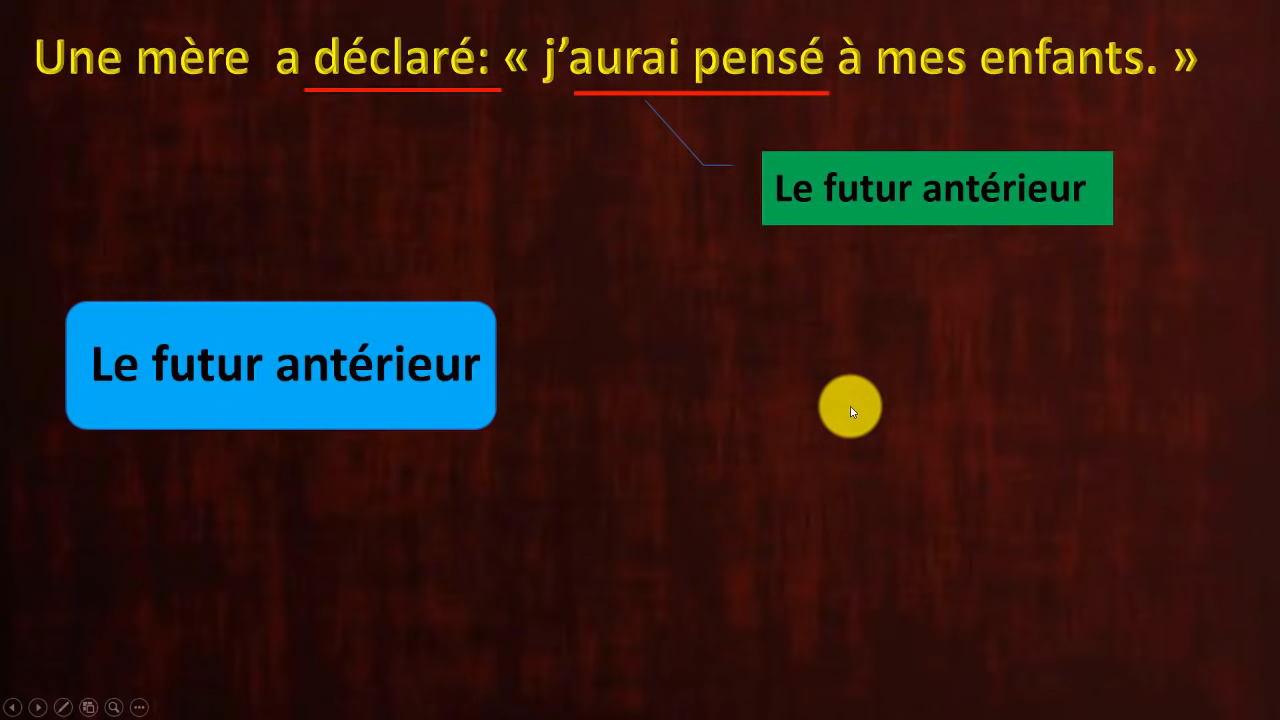 Une mère a déclaré: « j’aurai pensé à mes enfants. »
Le futur antérieur
Le futur antérieur